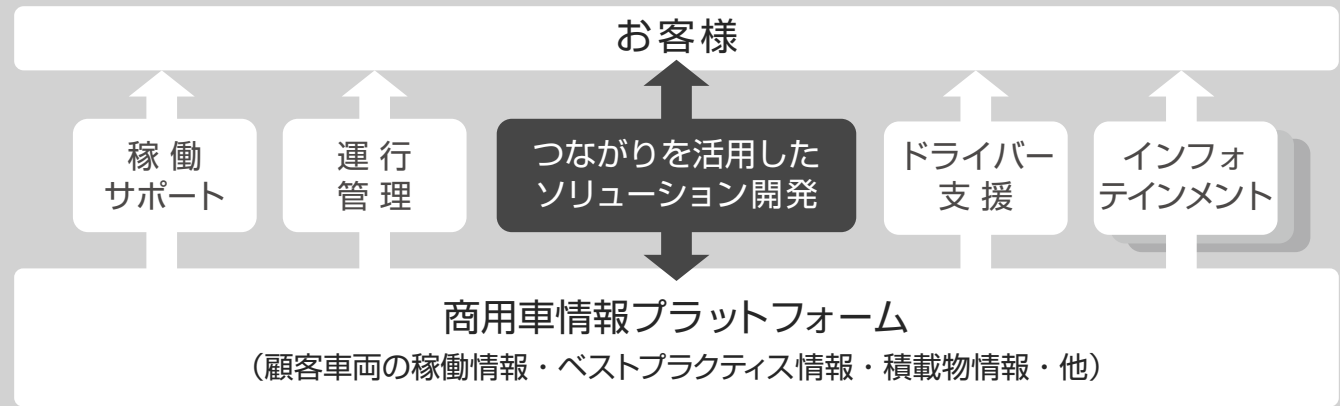 お客様
稼働
サポート
運行
管理
つながりを活用した
ソリューション開発
ドライバー
支援
インフォ
テインメント
商用車情報プラットフォーム
（顧客車両の稼働情報・ベストプラクティス情報・積載物情報・他）